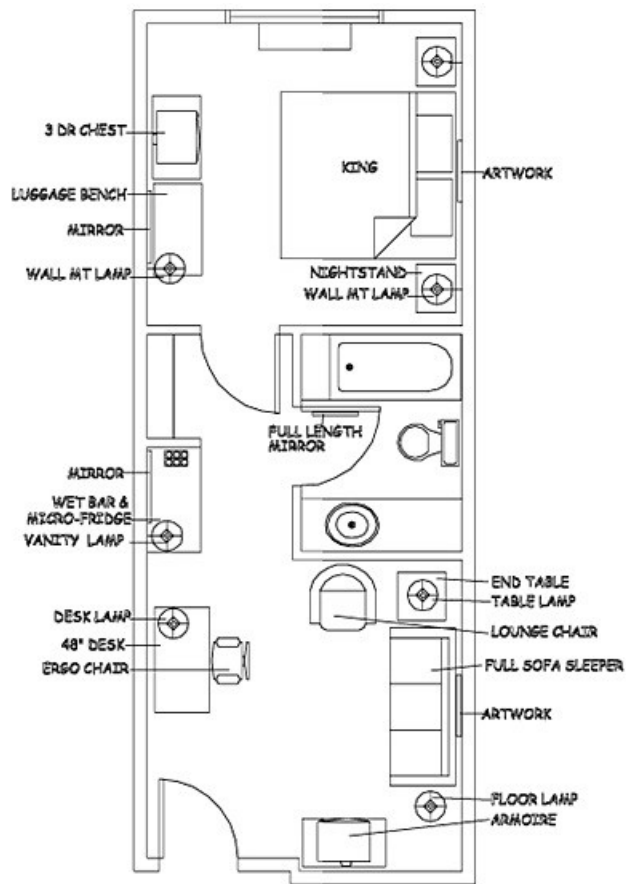 3 DR CHEST
LUGGAGE BENCH
MIRROR
WALL MT LAMP
KING
ARTWORK
NIGHTSTAND
WALL MT LAMP
FULL LENGTH
MIRROR
MIRROR
WET BAR &
MICRO-FRIDGE
VANITY LAMP
DESK LAMP
48" DESK
ERGO CHAIR
END TABLE
TABLE LAMP
LOUNGE CHAIR
FULL SOFA SLEEPER
ARTWORK
FLOOR LAMP
ARMOIRE